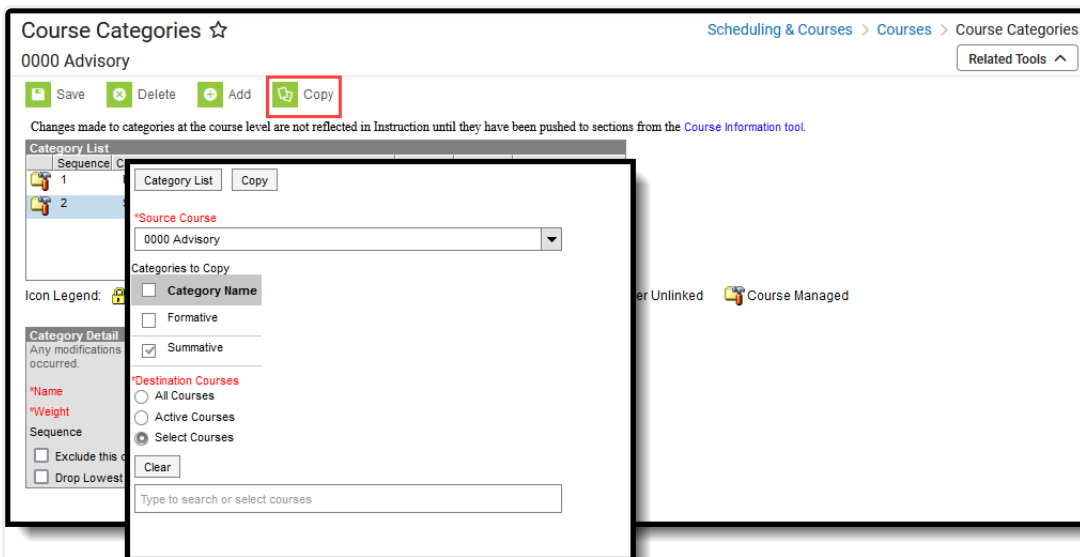 Course Categories
Scheduling & Courses > Courses > Course Categories
0000 Advisory
Related Tools
Save Delete Add Copy
Changes made to categories at the course level are not reflected in Instruction until they have been pushed to sections from the Course Information tool.
Category List
Sequence
1
2
Category List Copy
*Source Course
0000 Advisory
Categories to Copy
Category Name
Formative
Summative
*Destination Courses
All Courses
Active Courses
Select Courses
Clear
Type to search or select courses
Icon Legend:
Unlinked Course Managed
Category Detail
Any modifications
occurred.
*Name
*Weight
Sequence
Exclude this
Drop Lowest